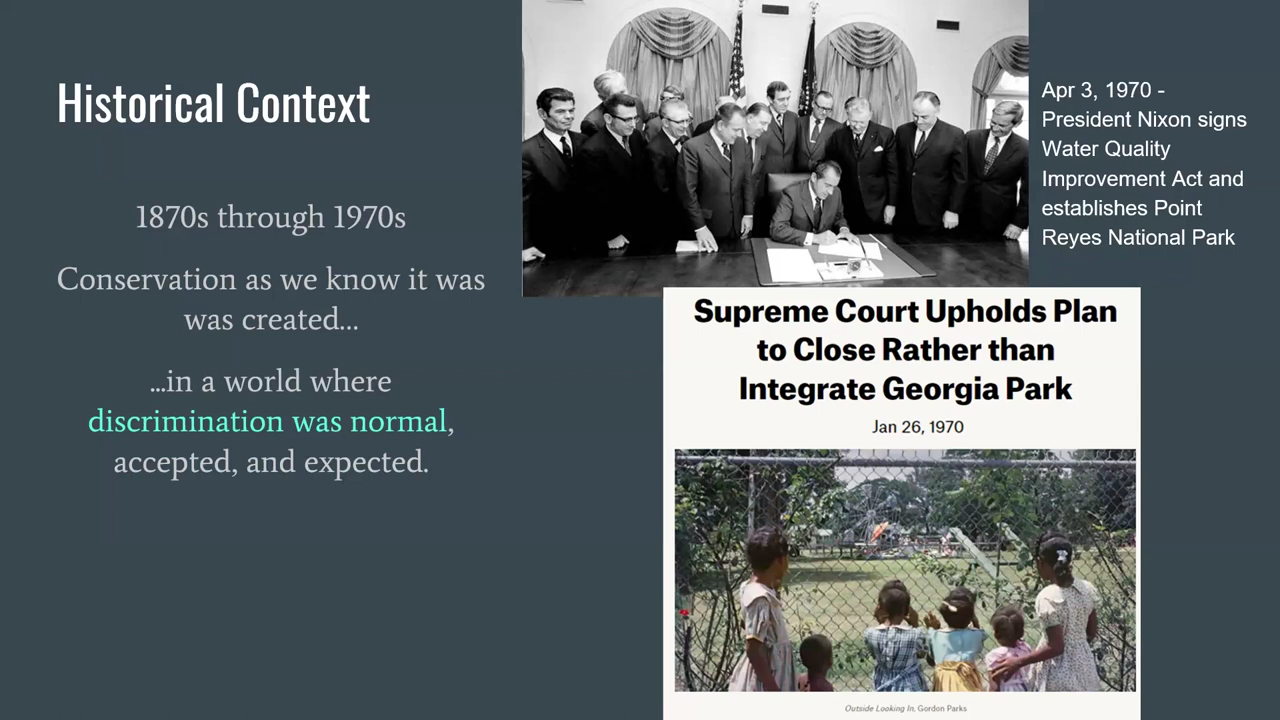 Historical Context
1870s through 1970s
Conservation as we know it was
was created...
...in a world where
discrimination was normal,
accepted, and expected.
Apr 3, 1970 -
President Nixon signs
Water Quality
Improvement Act and
establishes Point
Reyes National Park
Supreme Court Upholds Plan
to Close Rather than
Integrate Georgia Park
Jan 26, 1970
Outside Looking In, Gordon Parks